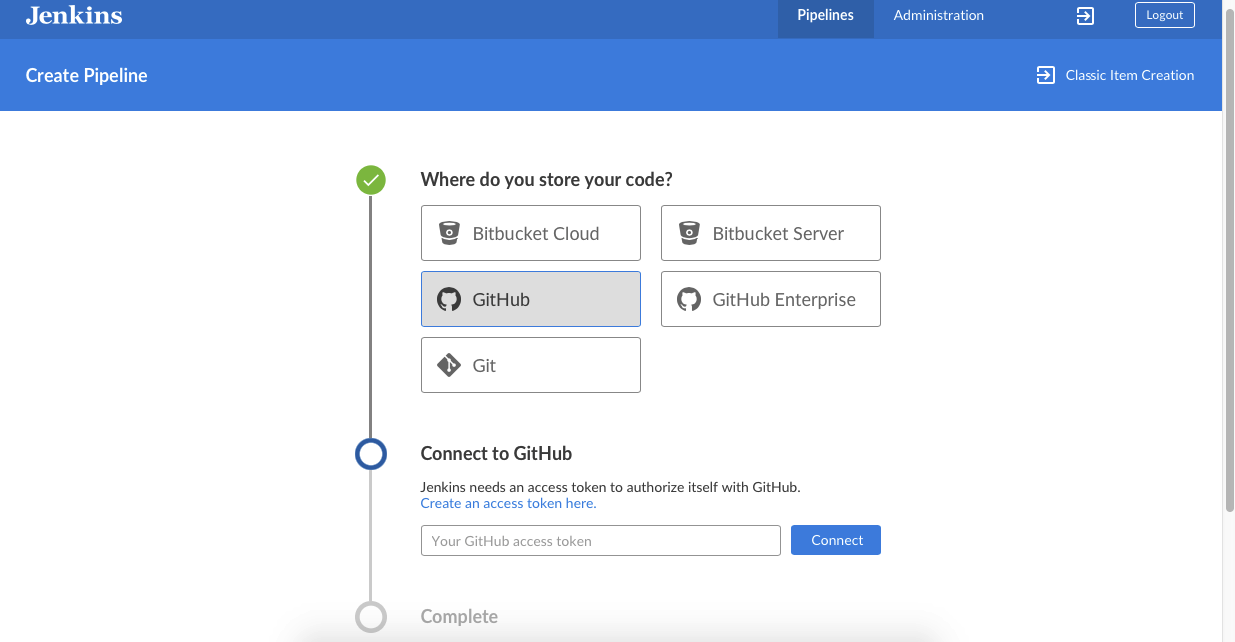 Jenkins
Pipelines
Administration
Logout
Create Pipeline
Classic Item Creation
Where do you store your code?
Bitbucket Cloud
Bitbucket Server
GitHub
GitHub Enterprise
Git
Connect to GitHub
Jenkins needs an access token to authorize itself with GitHub.
Create an access token here.
Your GitHub access token
Connect
Complete